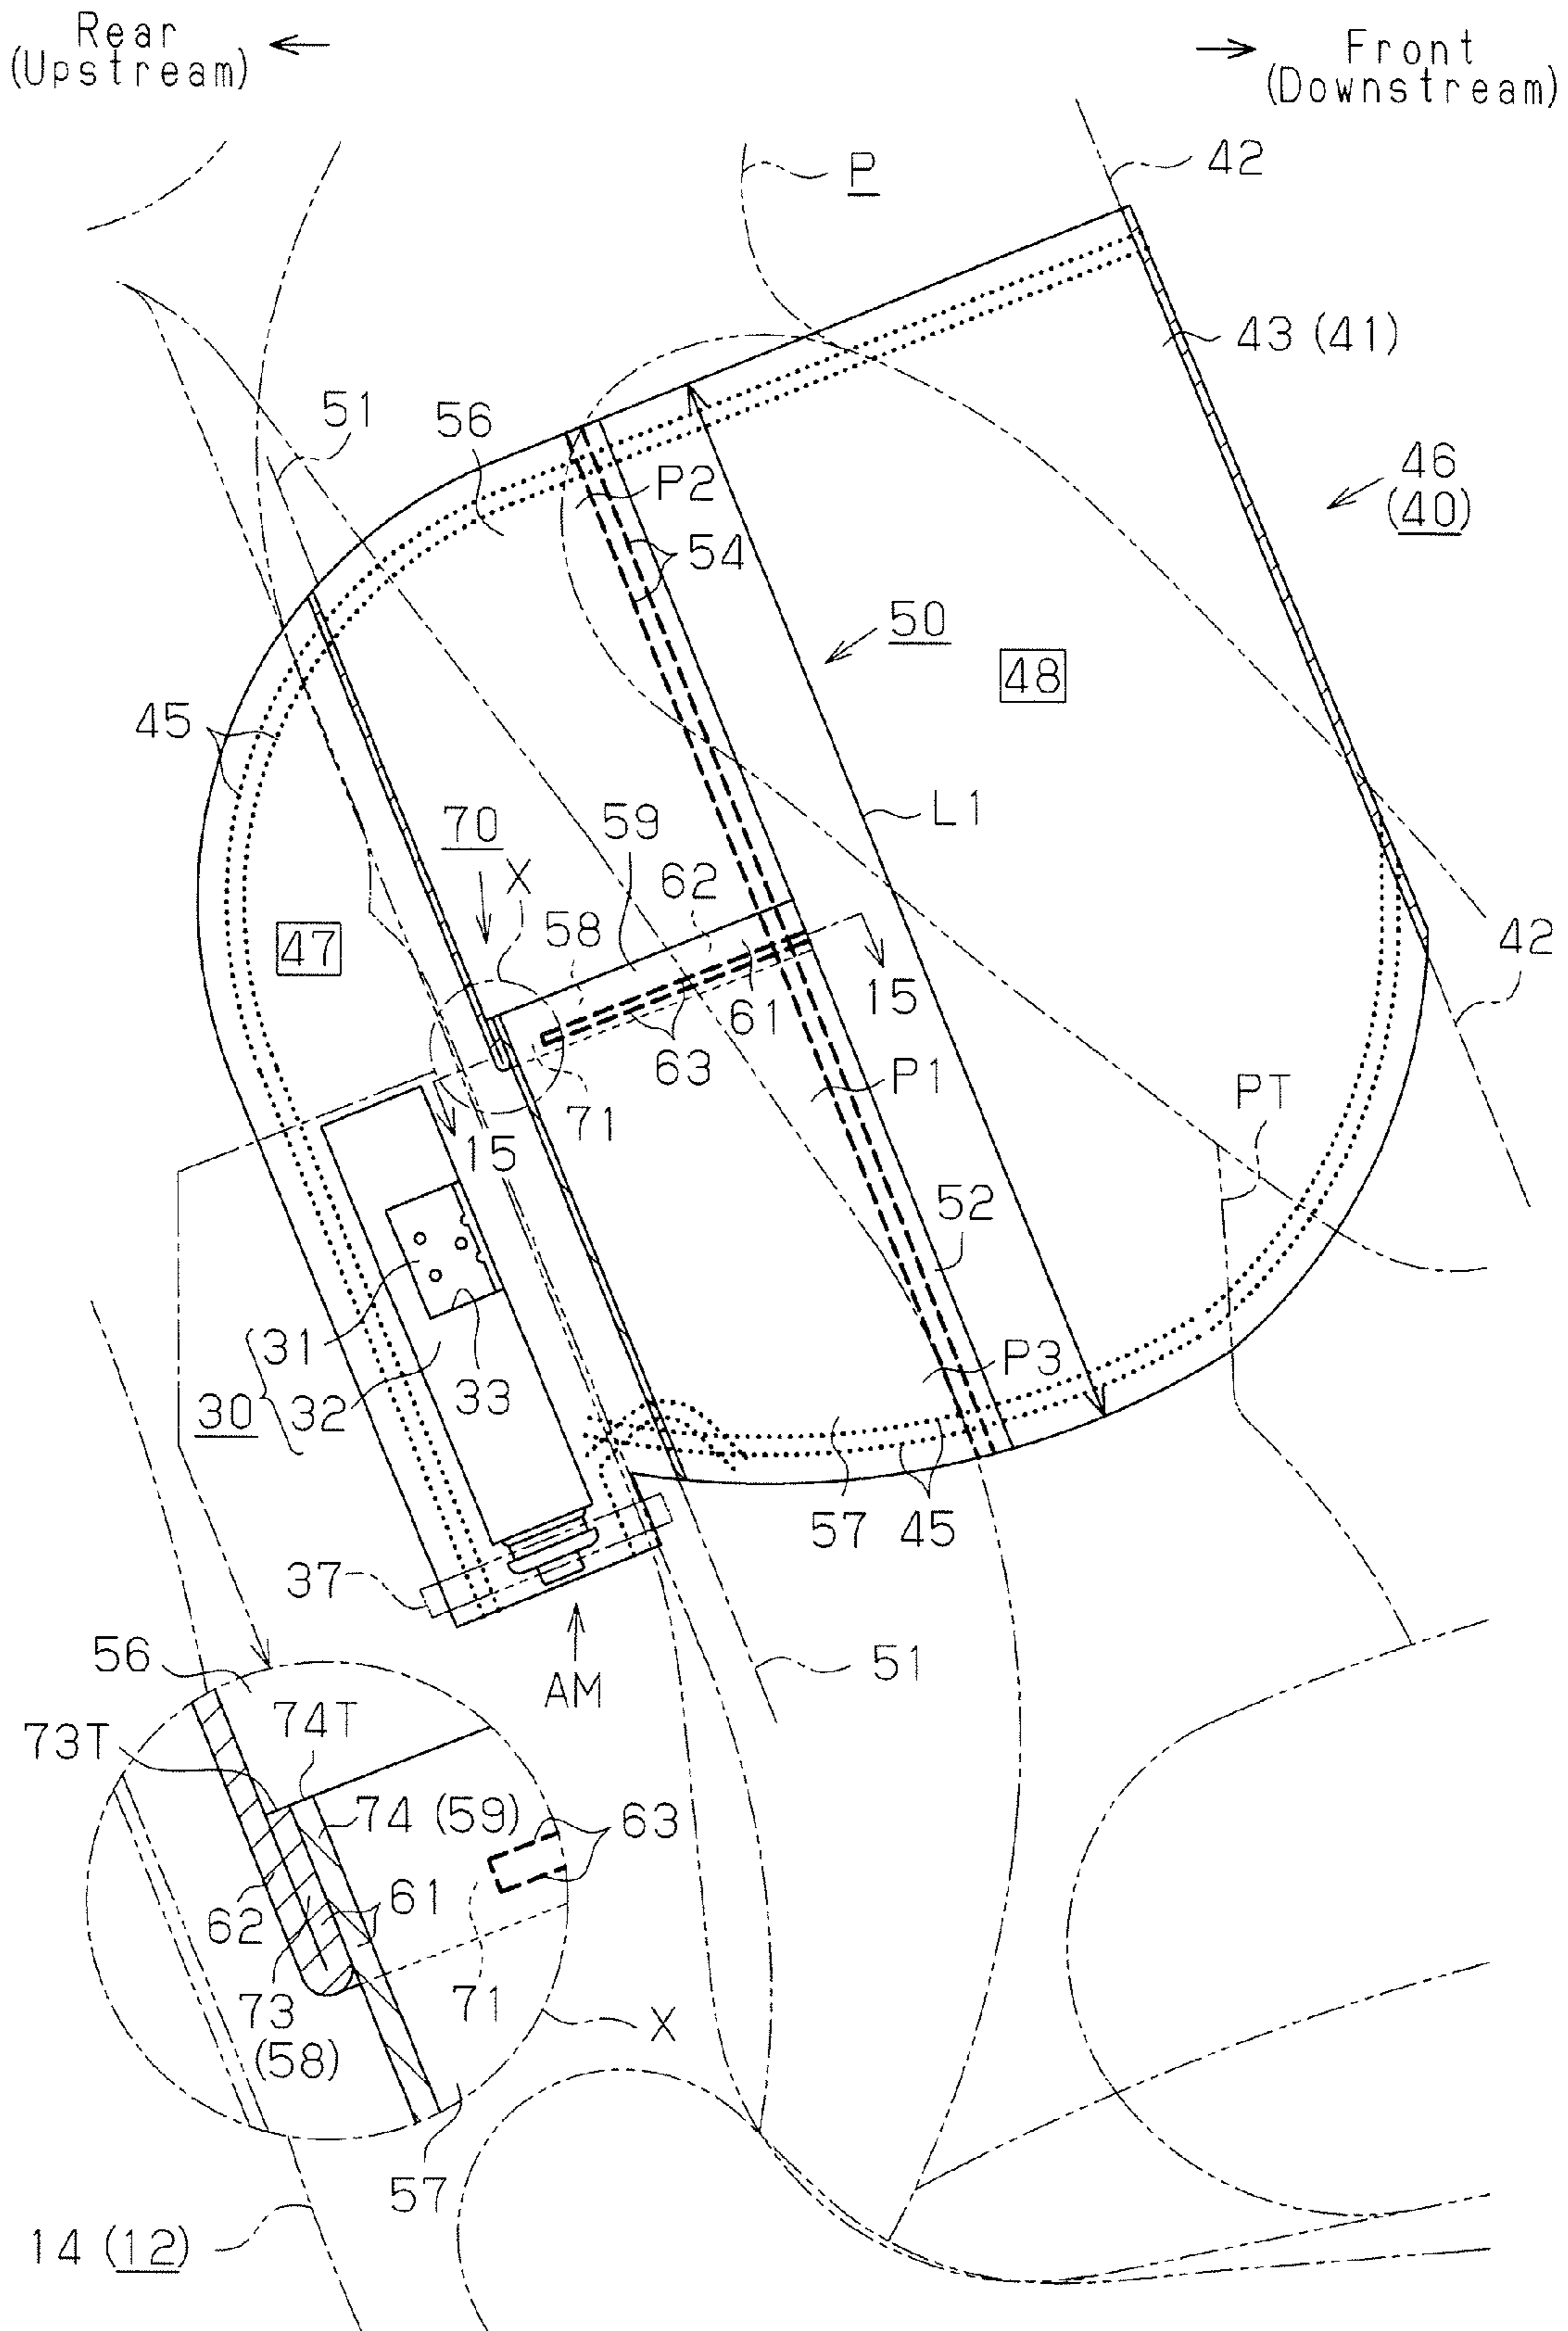 Rear
(Upstream)
Front
(Downstream)
42
P
43 (41)
51
56
P2
46
(40)
54
50
48
45
L1
70
59
X
62
58
47
42
15
61
63
P1
71
PT
15
52
31
P3
33
30
32
57
45
37
56
51
AM
74T
73T
74 (59)
63
61
62
71
73
X
(58)
57
14 (12)